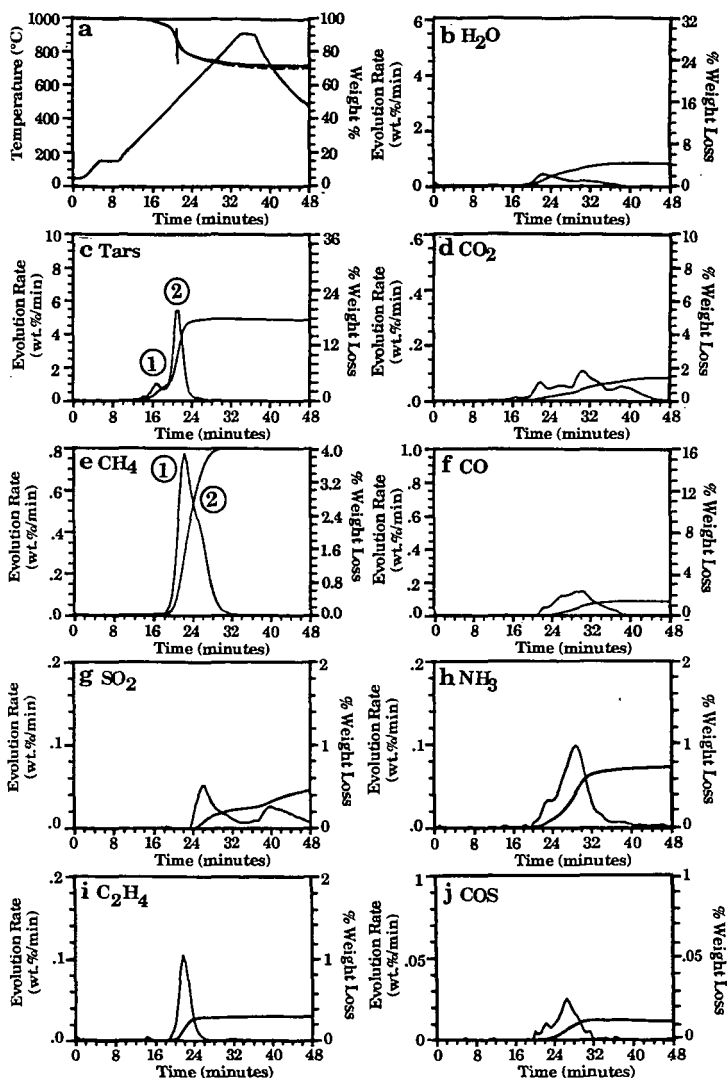 a
Temperature (°C)
1000
800
600
400
200
0
100
80
60
40
20
0
Weight %
0 8 16 24 32 40 48
Time (minutes)
b H₂O
Evolution Rate
(wt.%/min)
6
4
2
0
32
24
16
8
0
% Weight Loss
0 8 16 24 32 40 48
Time (minutes)
c Tars
Evolution Rate
(wt.%/min)
10
8
6
4
2
0
1
2
36
27
18
9
0
% Weight Loss
0 8 16 24 32 40 48
Time (minutes)
d CO₂
Evolution Rate
(wt.%/min)
.6
.4
.2
.0
10
8
6
4
2
0
% Weight Loss
0 8 16 24 32 40 48
Time (minutes)
e CH₄
Evolution Rate
(wt.%/min)
.8
.6
.4
.2
.0
1
2
4.0
3.2
2.4
1.6
0.8
0.0
% Weight Loss
0 8 16 24 32 40 48
Time (minutes)
f CO
Evolution Rate
(wt.%/min)
1.0
.8
.6
.4
.2
.0
16
12
8
4
0
% Weight Loss
0 8 16 24 32 40 48
Time (minutes)
g SO₂
Evolution Rate
(wt.%/min)
.2
.1
.0
2
1
0
% Weight Loss
0 8 16 24 32 40 48
Time (minutes)
h NH₃
Evolution Rate
(wt.%/min)
.2
.1
.0
2
1
0
% Weight Loss
0 8 16 24 32 40 48
Time (minutes)
i C₂H₄
Evolution Rate
(wt.%/min)
.2
.1
.0
2
1
0
% Weight Loss
0 8 16 24 32 40 48
Time (minutes)
j COS
Evolution Rate
(wt.%/min)
1
0.05
0
1
.05
0
% Weight Loss
0 8 16 24 32 40 48
Time (minutes)